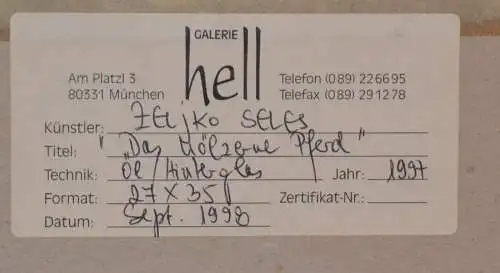 GALERIE
hell
Am Platzl 3
80331 München
Telefon (089) 226695
Telefax (089) 291278
Künstler: ZELJKO SELES
Titel: "Das Hölzerne Pferd"
Technik: Öl / Hinterglas Jahr: 1997
Format: 27 x 35 Zertifikat-Nr.:
Datum: Sept. 1998